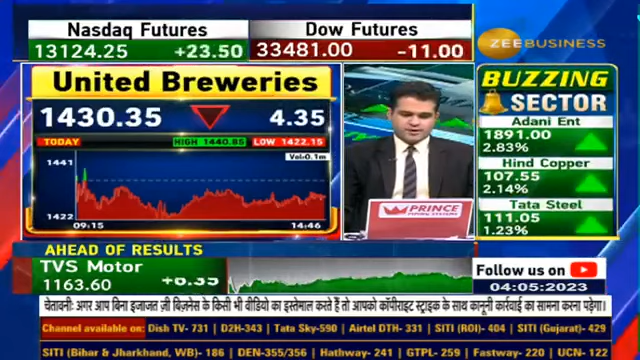 Nasdaq Futures
13124.25 +23.50
Dow Futures
33481.00 -11.00
ZEE BUSINESS
United Breweries
1430.35 4.35
TODAY HIGH 1440.85 LOW 1422.15
Vol:0.1m
1441
1422
09:15 14:46
PRINCE
PIPING SYSTEMS
BUZZING
SECTOR
Adani Ent
1891.00
2.83%
Hind Copper
107.55
2.14%
Tata Steel
111.05
1.23%
AHEAD OF RESULTS
TVS Motor
1163.60 +6.35
Follow us on
04:05:2023
चेतावनी: अगर आप बिना इजाजत ज़ी बिज़नेस के किसी भी वीडियो का इस्तेमाल करते हैं तो आपको कॉपीराइट स्ट्राइक के साथ कानूनी कार्रवाई का सामना करना पड़ेगा.
Channel available on: Dish TV- 731 | D2H-343 | Tata Sky-590 | Airtel DTH-331 | SITI (ROI)- 404 | SITI (Gujarat)- 429
SITI (Bihar & Jharkhand, WB)- 186 | DEN-355/356 | Hathway-241 | GTPL-259 | Fastway-220 | UCN-122